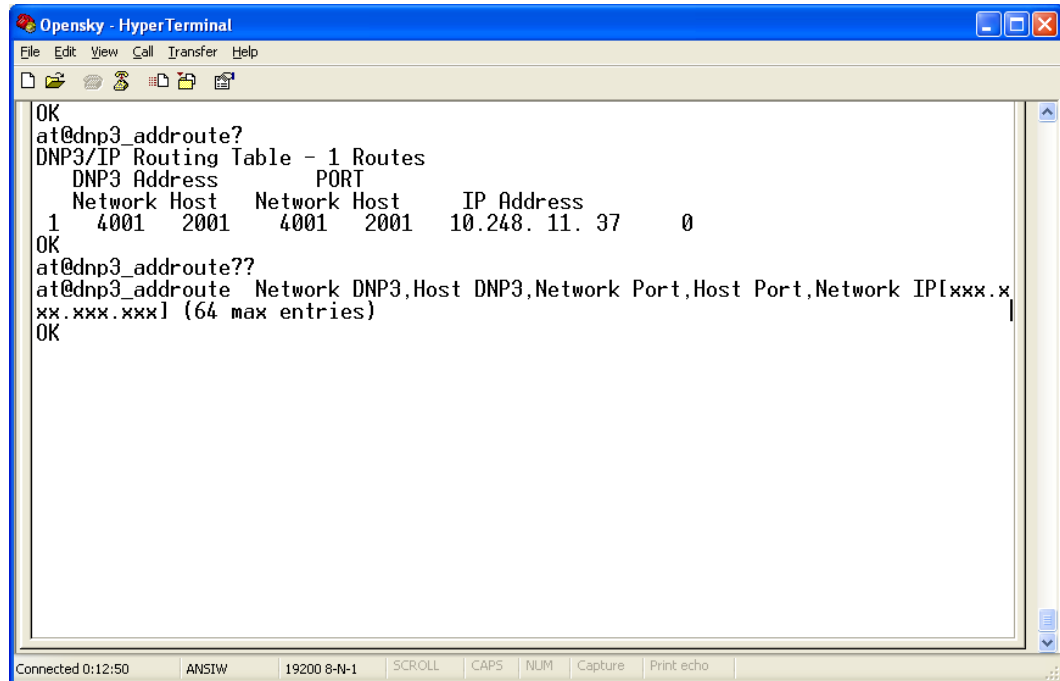 Opensky - HyperTerminal
File Edit View Call Transfer Help
OK
at@dnp3_addroute?
DNP3/IP Routing Table - 1 Routes
DNP3 Address PORT
Network Host Network Host IP Address
1 4001 2001 4001 2001 10.248. 11. 37 0
OK
at@dnp3_addroute??
at@dnp3_addroute Network DNP3,Host DNP3,Network Port,Host Port,Network IP[xxx.x
xx.xxx.xxx] (64 max entries)
OK
Connected 0:12:50 ANSIW 19200 8-N-1 SCROLL CAPS NUM Capture Print echo